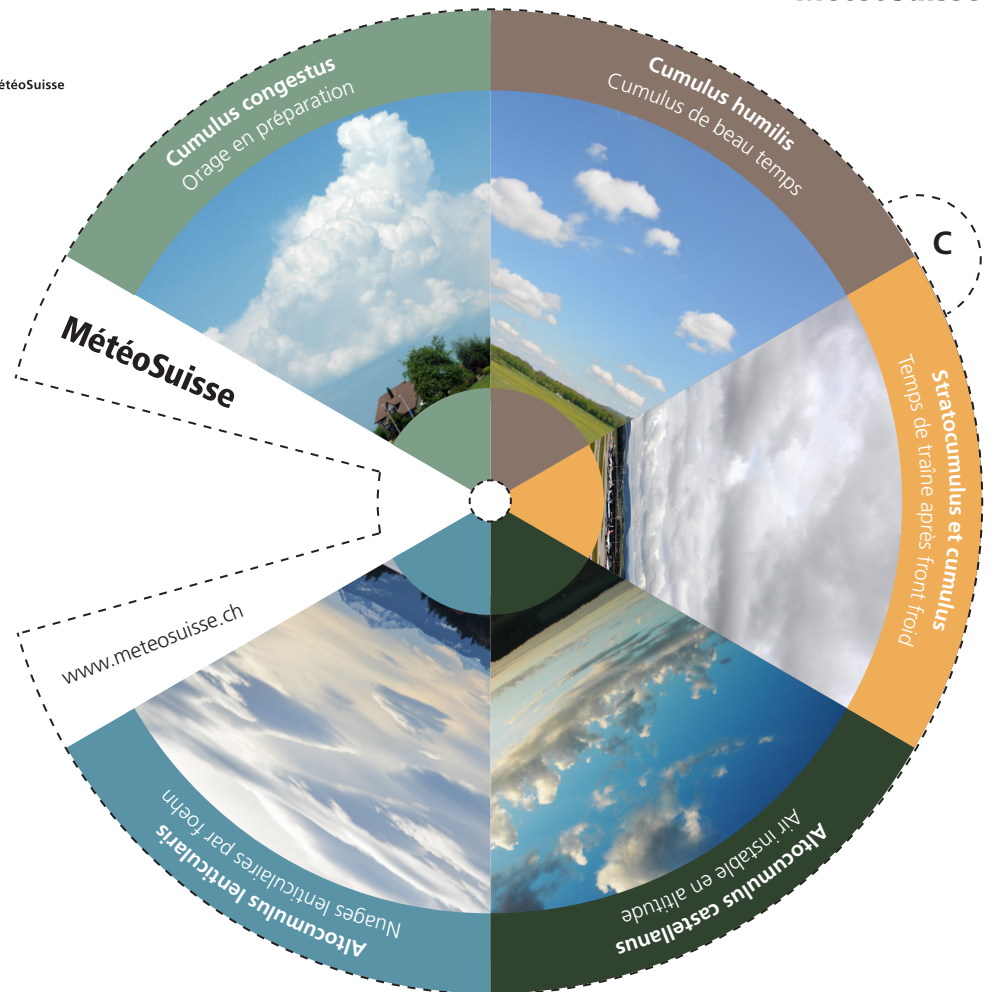 MétéoSuisse
Cumulus congestus
Orage en préparation
Cumulus humilis
Cumulus de beau temps
C
Stratocumulus et cumulus
Temps de traîne après front froid
Altocumulus castellanus
Air instable en altitude
Altocumulus lenticularis
Nuages lenticulaires par foehn
MétéoSuisse
www.meteosuisse.ch